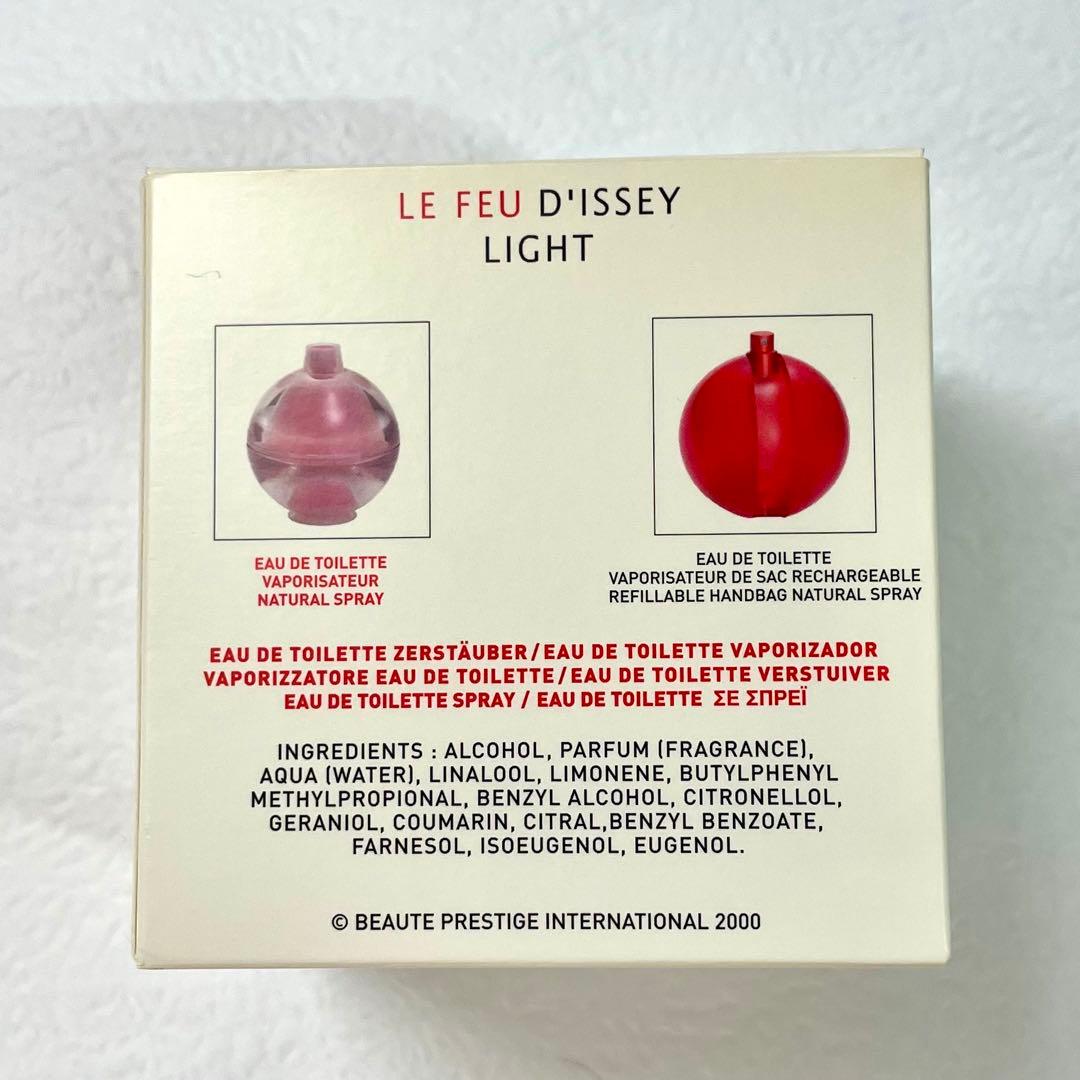 LE FEU D'ISSEY
LIGHT
EAU DE TOILETTE
VAPORISATEUR
NATURAL SPRAY
EAU DE TOILETTE
VAPORISATEUR DE SAC RECHARGEABLE
REFILLABLE HANDBAG NATURAL SPRAY
EAU DE TOILETTE ZERSTÄUBER/EAU DE TOILETTE VAPORIZADOR
VAPORIZZATORE EAU DE TOILETTE/EAU DE TOILETTE VERSTUIVER
EAU DE TOILETTE SPRAY / EAU DE TOILETTE ΣΕ ΣΠΡΕΪ
INGREDIENTS : ALCOHOL, PARFUM (FRAGRANCE),
AQUA (WATER), LINALOOL, LIMONENE, BUTYLPHENYL
METHYLPROPIONAL, BENZYL ALCOHOL, CITRONELLOL,
GERANIOL, COUMARIN, CITRAL,BENZYL BENZOATE,
FARNESOL, ISOEUGENOL, EUGENOL.
© BEAUTE PRESTIGE INTERNATIONAL 2000